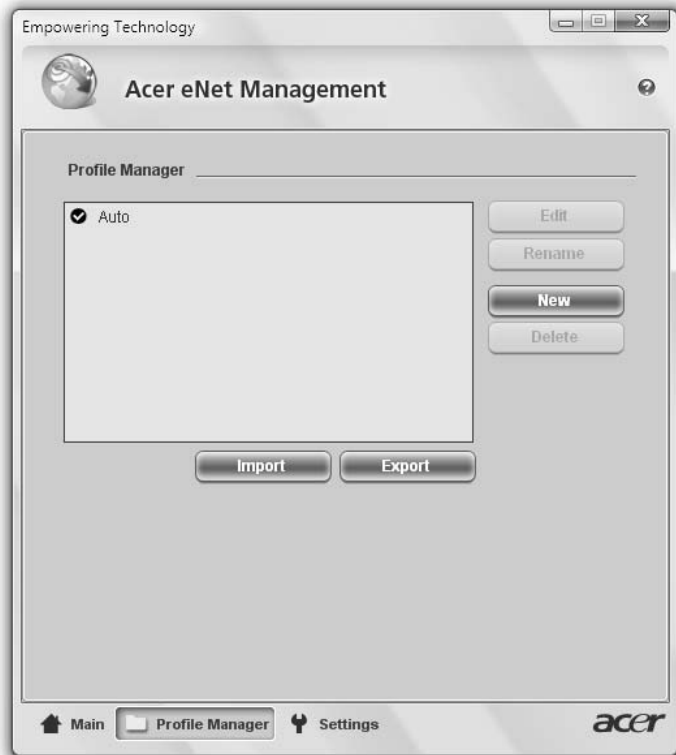 Empowering Technology
Acer eNet Management
Profile Manager
Auto
Edit
Rename
New
Delete
Import
Export
Main
Profile Manager
Settings
acer